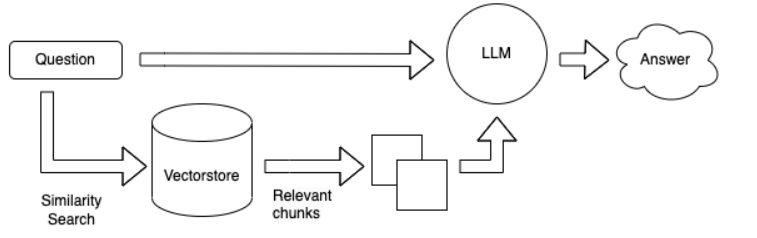 Question
LLM
Answer
Vectorstore
Similarity
Search
Relevant
chunks